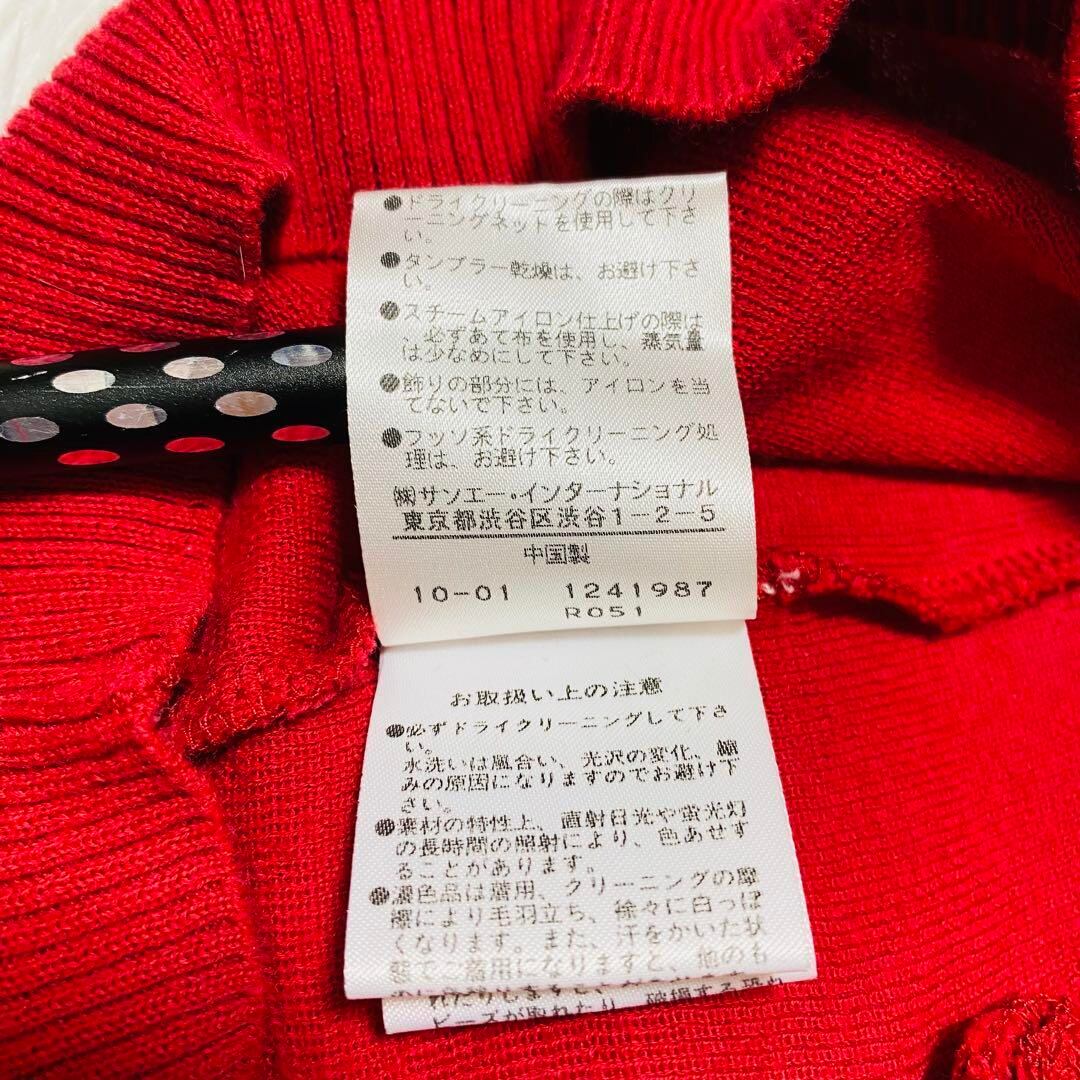 ●ドライクリーニングの際はクリ
ーニングネットを使用して下さ
い。
●タンブラー乾燥は、お避け下さ
い。
●スチームアイロン仕上げの際は
、必ずあて布を使用し、蒸気量
は少なめにして下さい。
●飾りの部分には、アイロンを当
てないで下さい。
●フッソ系ドライクリーニング処
理は、お避け下さい。
㈱サンエー・インターナショナル
東京都渋谷区渋谷1-2-5
中国製
10-01 1241987
R051
お取扱い上の注意
●必ずドライクリーニングして下さ
い。
水洗いは風合い、光沢の変化、縮
みの原因になりますのでお避け下
さい。
●素材の特性上、直射日光や蛍光灯
の長時間の照射により、色あせす
ることがあります。
●濃色品は着用、クリーニングの摩
擦により毛羽立ち、徐々に白っぽ
くなります。また、汗をかいた状
態でご着用になりますと、他のも
ビーズが取れたり、破損する恐れ